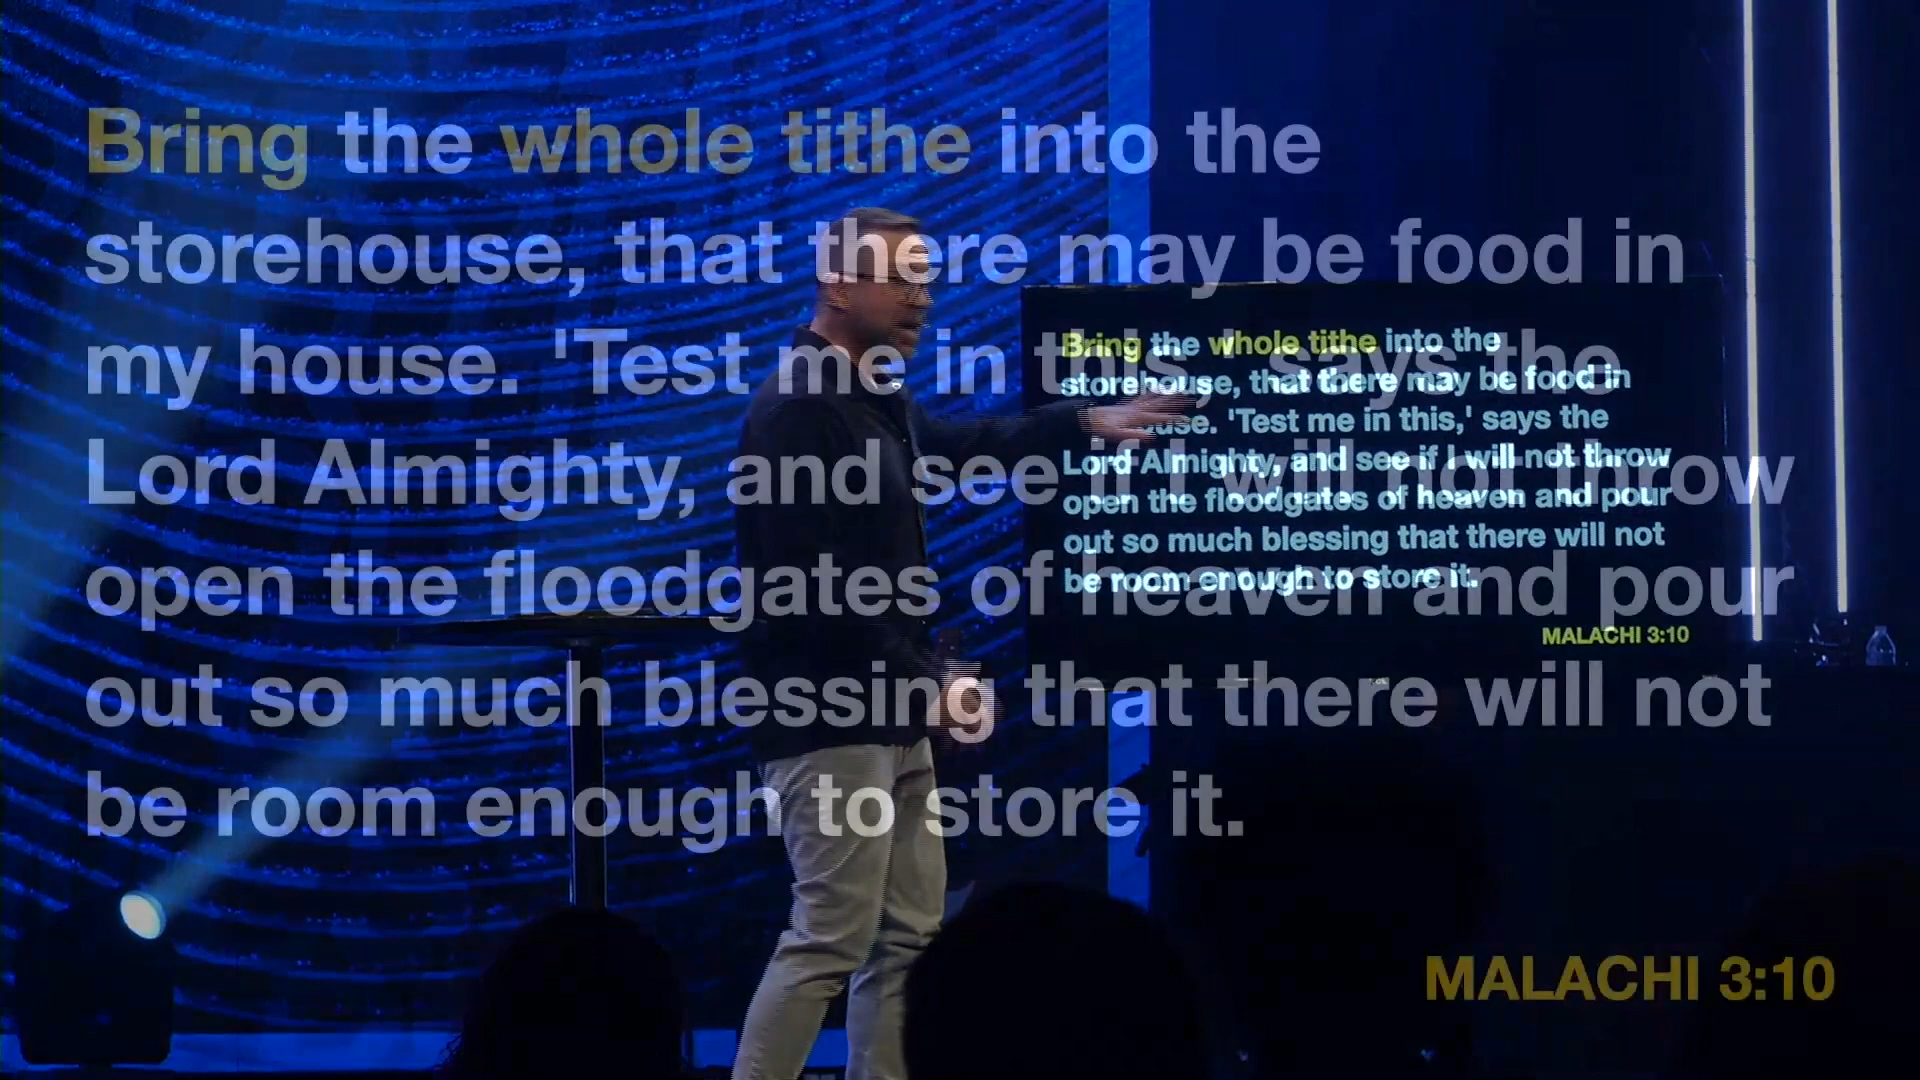 Bring the whole tithe into the
storehouse, that there may be food in
my house. 'Test me in this,' says the
Lord Almighty, and see if I will not throw
open the floodgates of heaven and pour
out so much blessing that there will not
be room enough to store it.
MALACHI 3:10
Bring the whole tithe into the
storehouse, that there may be food in
use. 'Test me in this,' says the
Lord Almighty, and see if I will not throw
open the floodgates of heaven and pour
out so much blessing that there will not
be room enough to store it.
MALACHI 3:10